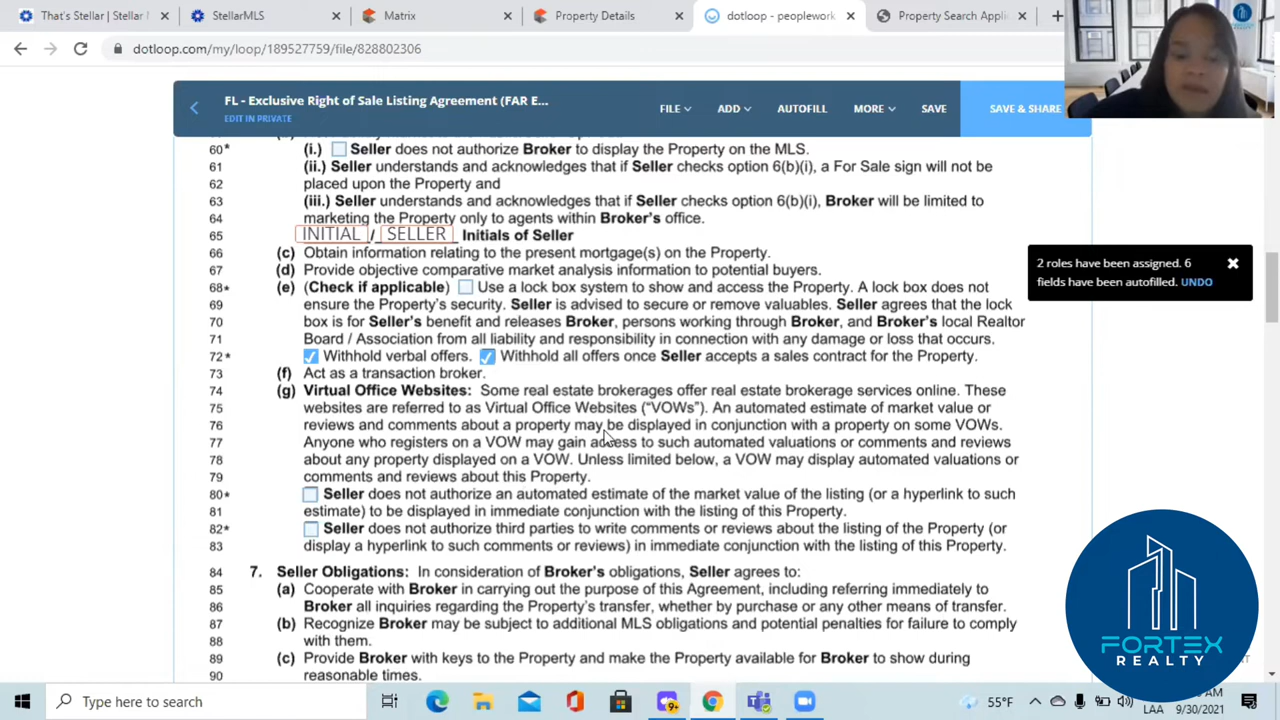 That's Stellar | Stellar M
StellarMLS
Matrix
Property Details
dotloop - peoplework
Property Search Appli
dotloop.com/my/loop/189527759/file/828802306
FL - Exclusive Right of Sale Listing Agreement (FAR E...
EDIT IN PRIVATE
FILE
ADD
AUTOFILL
MORE
SAVE
SAVE & SHARE
60* (i.) Seller does not authorize Broker to display the Property on the MLS.
61 (ii.) Seller understands and acknowledges that if Seller checks option 6(b)(i), a For Sale sign will not be
62 placed upon the Property and
63 (iii.) Seller understands and acknowledges that if Seller checks option 6(b)(i), Broker will be limited to
64 marketing the Property only to agents within Broker's office.
65 INITIAL / SELLER Initials of Seller
66 (c) Obtain information relating to the present mortgage(s) on the Property.
67 (d) Provide objective comparative market analysis information to potential buyers.
68* (e) (Check if applicable) Use a lock box system to show and access the Property. A lock box does not
69 ensure the Property's security. Seller is advised to secure or remove valuables. Seller agrees that the lock
70 box is for Seller's benefit and releases Broker, persons working through Broker, and Broker's local Realtor
71 Board / Association from all liability and responsibility in connection with any damage or loss that occurs.
72* Withhold verbal offers. Withhold all offers once Seller accepts a sales contract for the Property.
73 (f) Act as a transaction broker.
74 (g) Virtual Office Websites: Some real estate brokerages offer real estate brokerage services online. These
75 websites are referred to as Virtual Office Websites ("VOWs"). An automated estimate of market value or
76 reviews and comments about a property may be displayed in conjunction with a property on some VOWs.
77 Anyone who registers on a VOW may gain access to such automated valuations or comments and reviews
78 about any property displayed on a VOW. Unless limited below, a VOW may display automated valuations or
79 comments and reviews about this Property.
80* Seller does not authorize an automated estimate of the market value of the listing (or a hyperlink to such
81 estimate) to be displayed in immediate conjunction with the listing of this Property.
82* Seller does not authorize third parties to write comments or reviews about the listing of the Property (or
83 display a hyperlink to such comments or reviews) in immediate conjunction with the listing of this Property.
84 7. Seller Obligations: In consideration of Broker's obligations, Seller agrees to:
85 (a) Cooperate with Broker in carrying out the purpose of this Agreement, including referring immediately to
86 Broker all inquiries regarding the Property's transfer, whether by purchase or any other means of transfer.
87 (b) Recognize Broker may be subject to additional MLS obligations and potential penalties for failure to comply
88 with them.
89 (c) Provide Broker with keys to the Property and make the Property available for Broker to show during
90 reasonable times.
2 roles have been assigned. 6
fields have been autofilled. UNDO
FORTEX
REALTY
Type here to search
9+
55°F
LAA
9/30/2021